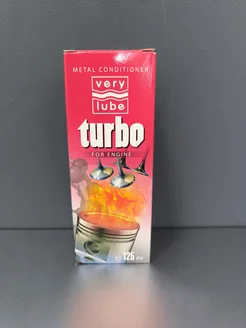 METAL CONDITIONER
very
lube
turbo
FOR ENGINE
℮ 125 ml